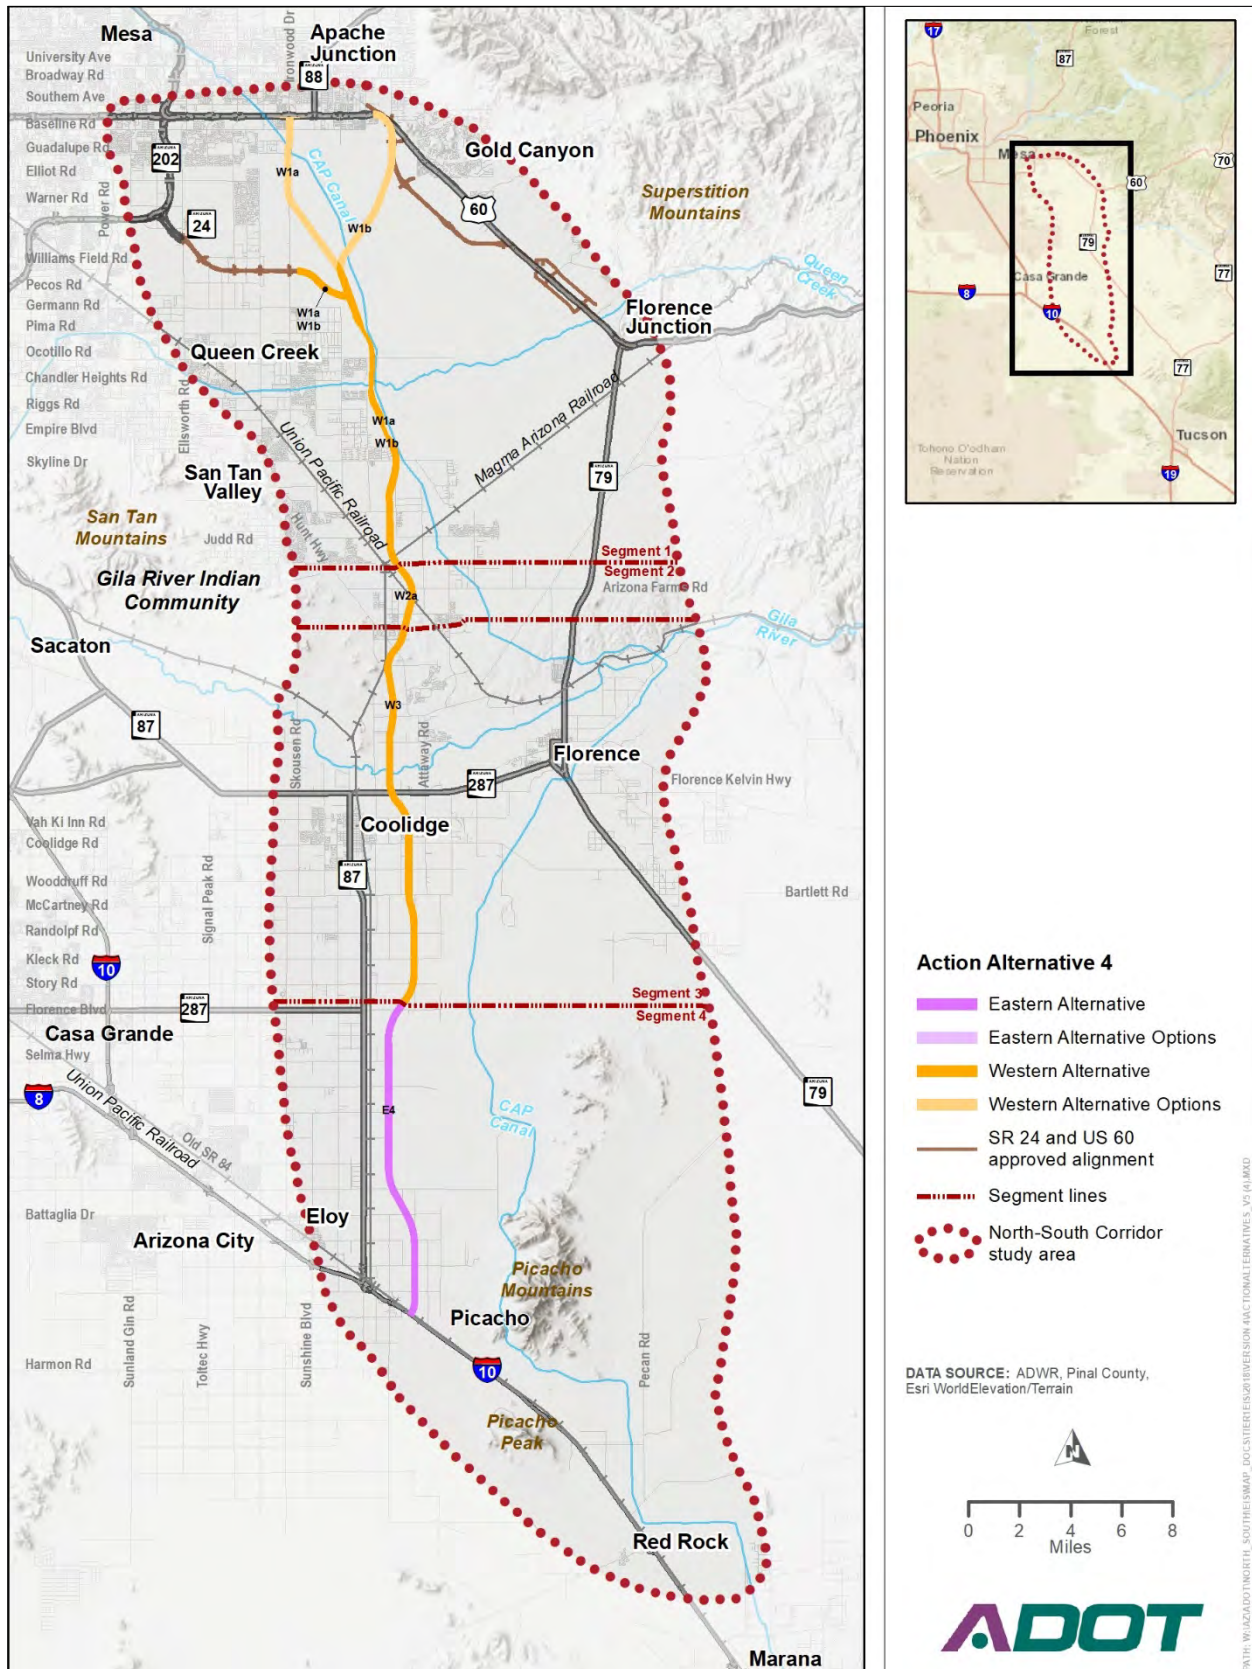 Mesa
Apache
Junction
Ironwood Dr
University Ave
Broadway Rd
Southern Ave
Baseline Rd
Guadalupe Rd
Elliot Rd
Warner Rd
Power Rd
Williams Field Rd
Pecos Rd
Germann Rd
Pima Rd
Ocotillo Rd
Chandler Heights Rd
Riggs Rd
Empire Blvd
Skyline Dr
ARIZONA
88
ARIZONA
202
ARIZONA
24
W1a
CAP Canal
W1b
Gold Canyon
60
Superstition
Mountains
Queen
Creek
W1a
W1b
Florence
Junction
Queen Creek
Ellsworth Rd
W1a
W1b
Union Pacific Railroad
Magma Arizona Railroad
ARIZONA
79
San Tan
Valley
San Tan
Mountains
Judd Rd
Hunt Hwy
Gila River Indian
Community
Segment 1
Segment 2
Arizona Farms Rd
W2a
Gila
River
Sacaton
ARIZONA
87
W3
Skousen Rd
Attaway Rd
Florence
ARIZONA
287
Florence Kelvin Hwy
Vah Ki Inn Rd
Coolidge Rd
Coolidge
ARIZONA
87
Wooddruff Rd
McCartney Rd
Randolpf Rd
Kleck Rd
Story Rd
Florence Blvd
Signal Peak Rd
Bartlett Rd
10
ARIZONA
287
Segment 3
Segment 4
Casa Grande
Selma Hwy
8
Union Pacific Railroad
Old SR 84
E4
CAP
Canal
ARIZONA
79
Battaglia Dr
Eloy
Arizona City
Picacho
Mountains
Picacho
Harmon Rd
Sunland Gin Rd
Toltec Hwy
Sunshine Blvd
Pecan Rd
10
Picacho
Peak
Red Rock
Marana
17
Forest
87
Peoria
Phoenix
Mesa
70
60
79
Casa Grande
77
8
10
77
Tucson
Tohono O'odham
Nation
Reservation
19
Action Alternative 4
Eastern Alternative
Eastern Alternative Options
Western Alternative
Western Alternative Options
SR 24 and US 60
approved alignment
Segment lines
North-South Corridor
study area
DATA SOURCE: ADWR, Pinal County,
Esri WorldElevation/Terrain
N
0 2 4 6 8
Miles
ADOT